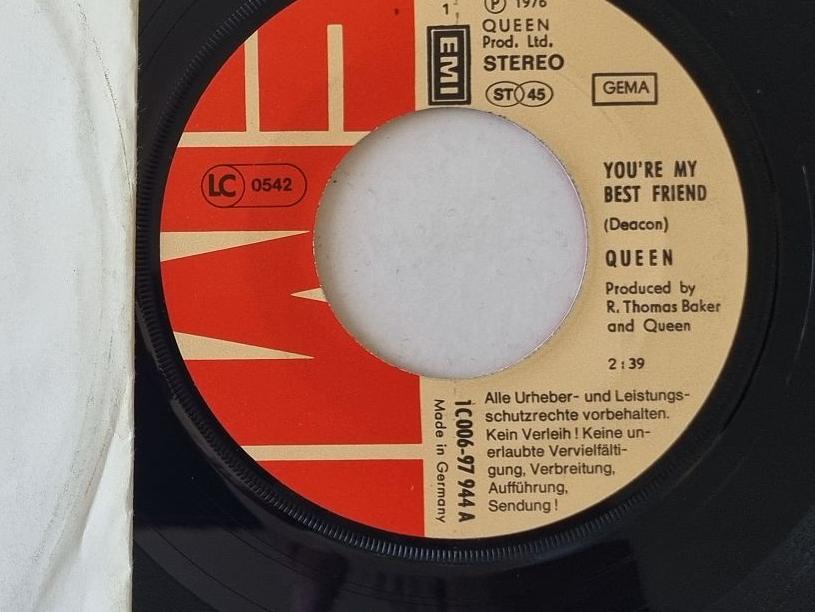 1
EMI
℗ 1976
QUEEN
Prod. Ltd.
STEREO
ST 45
GEMA
LC 0542
YOU'RE MY
BEST FRIEND
(Deacon)
QUEEN
Produced by
R. Thomas Baker
and Queen
2:39
1C 006-97 944 A
Made in Germany
Alle Urheber- und Leistungs-
schutzrechte vorbehalten.
Kein Verleih! Keine un-
erlaubte Vervielfälti-
gung, Verbreitung,
Aufführung,
Sendung!